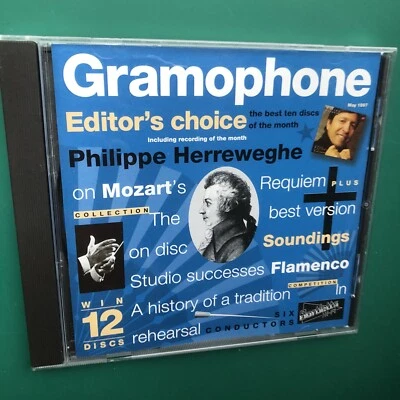 Gramophone
May 1997
Editor's choice the best ten discs
of the month
Including recording of the month
Philippe Herreweghe
on Mozart's Requiem PLUS
COLLECTION The best version
on disc Soundings
Studio successes Flamenco
WIN A history of a tradition COMPETITION In
12 rehearsal SIX
DISCS CONDUCTORS